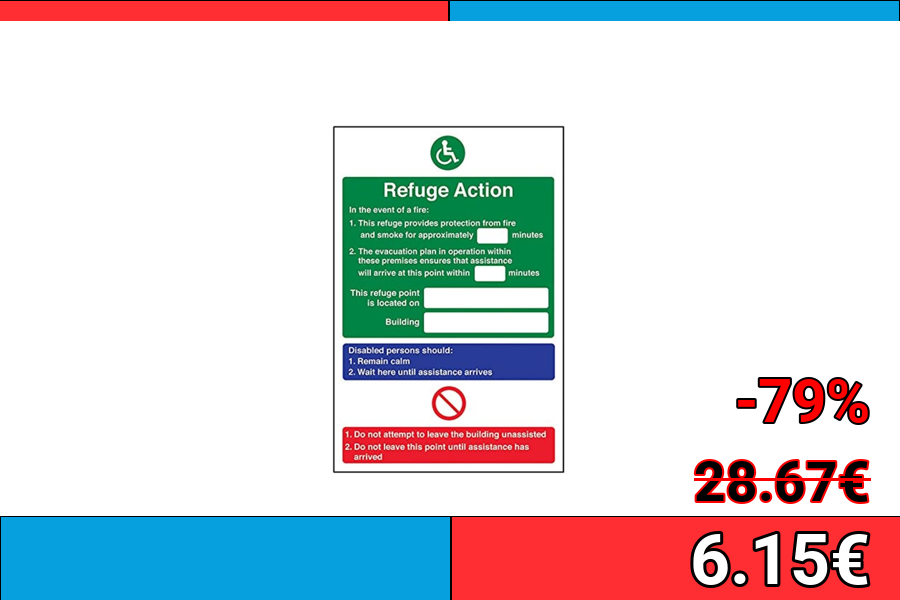 Refuge Action
In the event of a fire:
1. This refuge provides protection from fire
and smoke for approximately minutes
2. The evacuation plan in operation within
these premises ensures that assistance
will arrive at this point within minutes
This refuge point
is located on
Building
Disabled persons should:
1. Remain calm
2. Wait here until assistance arrives
1. Do not attempt to leave the building unassisted
2. Do not leave this point until assistance has
arrived
-79%
28.67€
6.15€